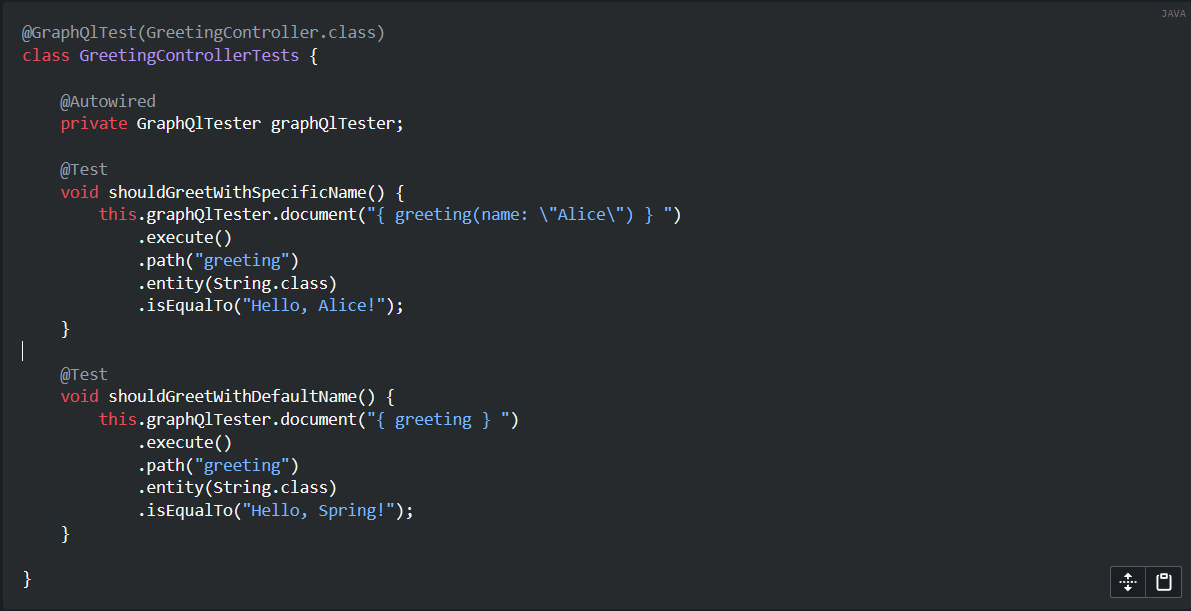 JAVA
@GraphQlTest(GreetingController.class)
class GreetingControllerTests {
@Autowired
private GraphQlTester graphQlTester;
@Test
void shouldGreetWithSpecificName() {
this.graphQlTester.document("{ greeting(name: \"Alice\") } ")
.execute()
.path("greeting")
.entity(String.class)
.isEqualTo("Hello, Alice!");
}
@Test
void shouldGreetWithDefaultName() {
this.graphQlTester.document("{ greeting } ")
.execute()
.path("greeting")
.entity(String.class)
.isEqualTo("Hello, Spring!");
}
}